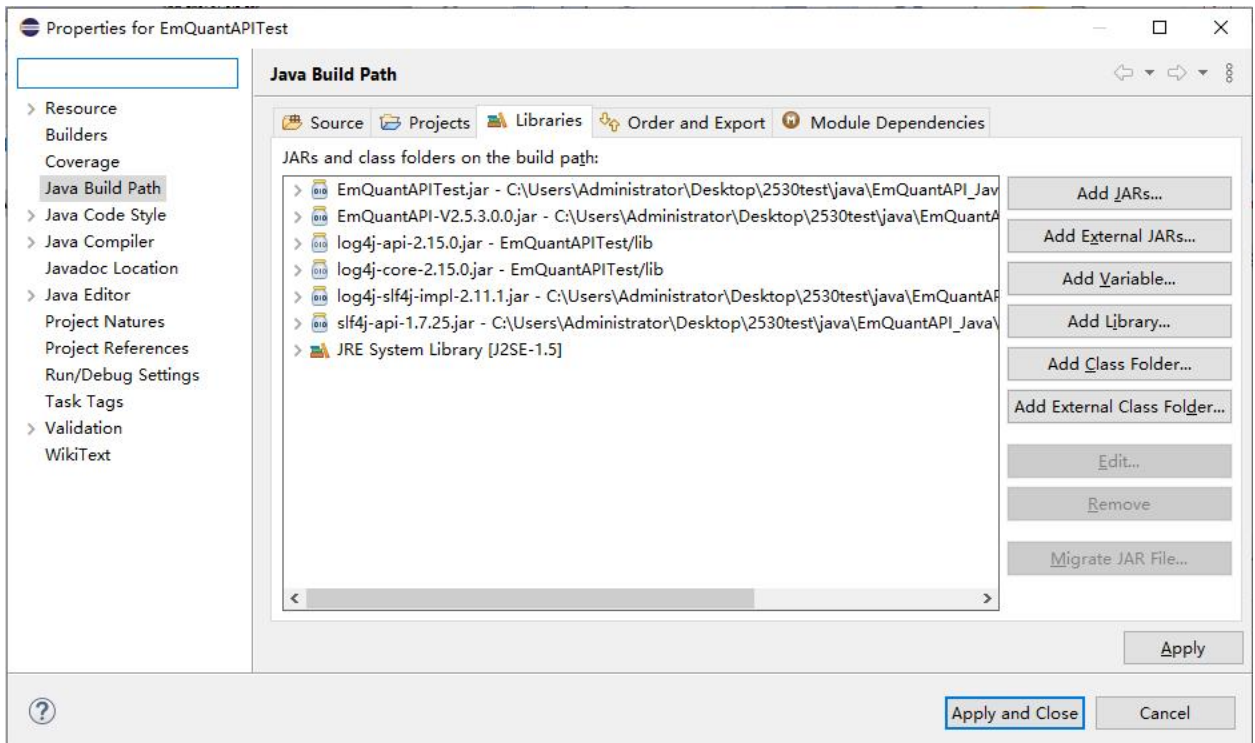 Properties for EmQuantAPITest
Resource
Builders
Coverage
Java Build Path
Java Code Style
Java Compiler
Javadoc Location
Java Editor
Project Natures
Project References
Run/Debug Settings
Task Tags
Validation
WikiText
Java Build Path
Source Projects Libraries Order and Export Module Dependencies
JARs and class folders on the build path:
EmQuantAPITest.jar - C:\Users\Administrator\Desktop\2530test\java\EmQuantAPI_Jav
EmQuantAPI-V2.5.3.0.0.jar - C:\Users\Administrator\Desktop\2530test\java\EmQuantA
log4j-api-2.15.0.jar - EmQuantAPITest/lib
log4j-core-2.15.0.jar - EmQuantAPITest/lib
log4j-slf4j-impl-2.11.1.jar - C:\Users\Administrator\Desktop\2530test\java\EmQuantAP
slf4j-api-1.7.25.jar - C:\Users\Administrator\Desktop\2530test\java\EmQuantAPI_Java\
JRE System Library [J2SE-1.5]
Add JARs...
Add External JARs...
Add Variable...
Add Library...
Add Class Folder...
Add External Class Folder...
Edit...
Remove
Migrate JAR File...
Apply
Apply and Close Cancel